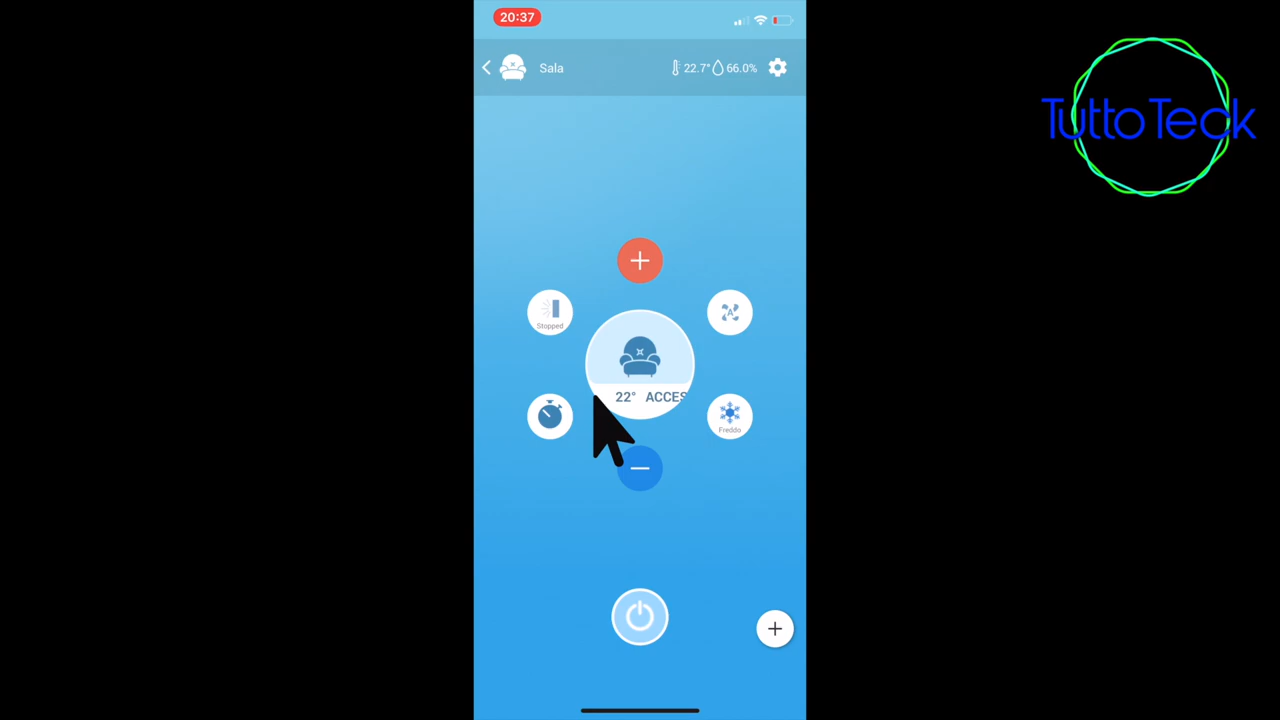 20:37
Sala
22.7° 66.0%
TuttoTeck
Stopped
A
22° ACCES
Freddo